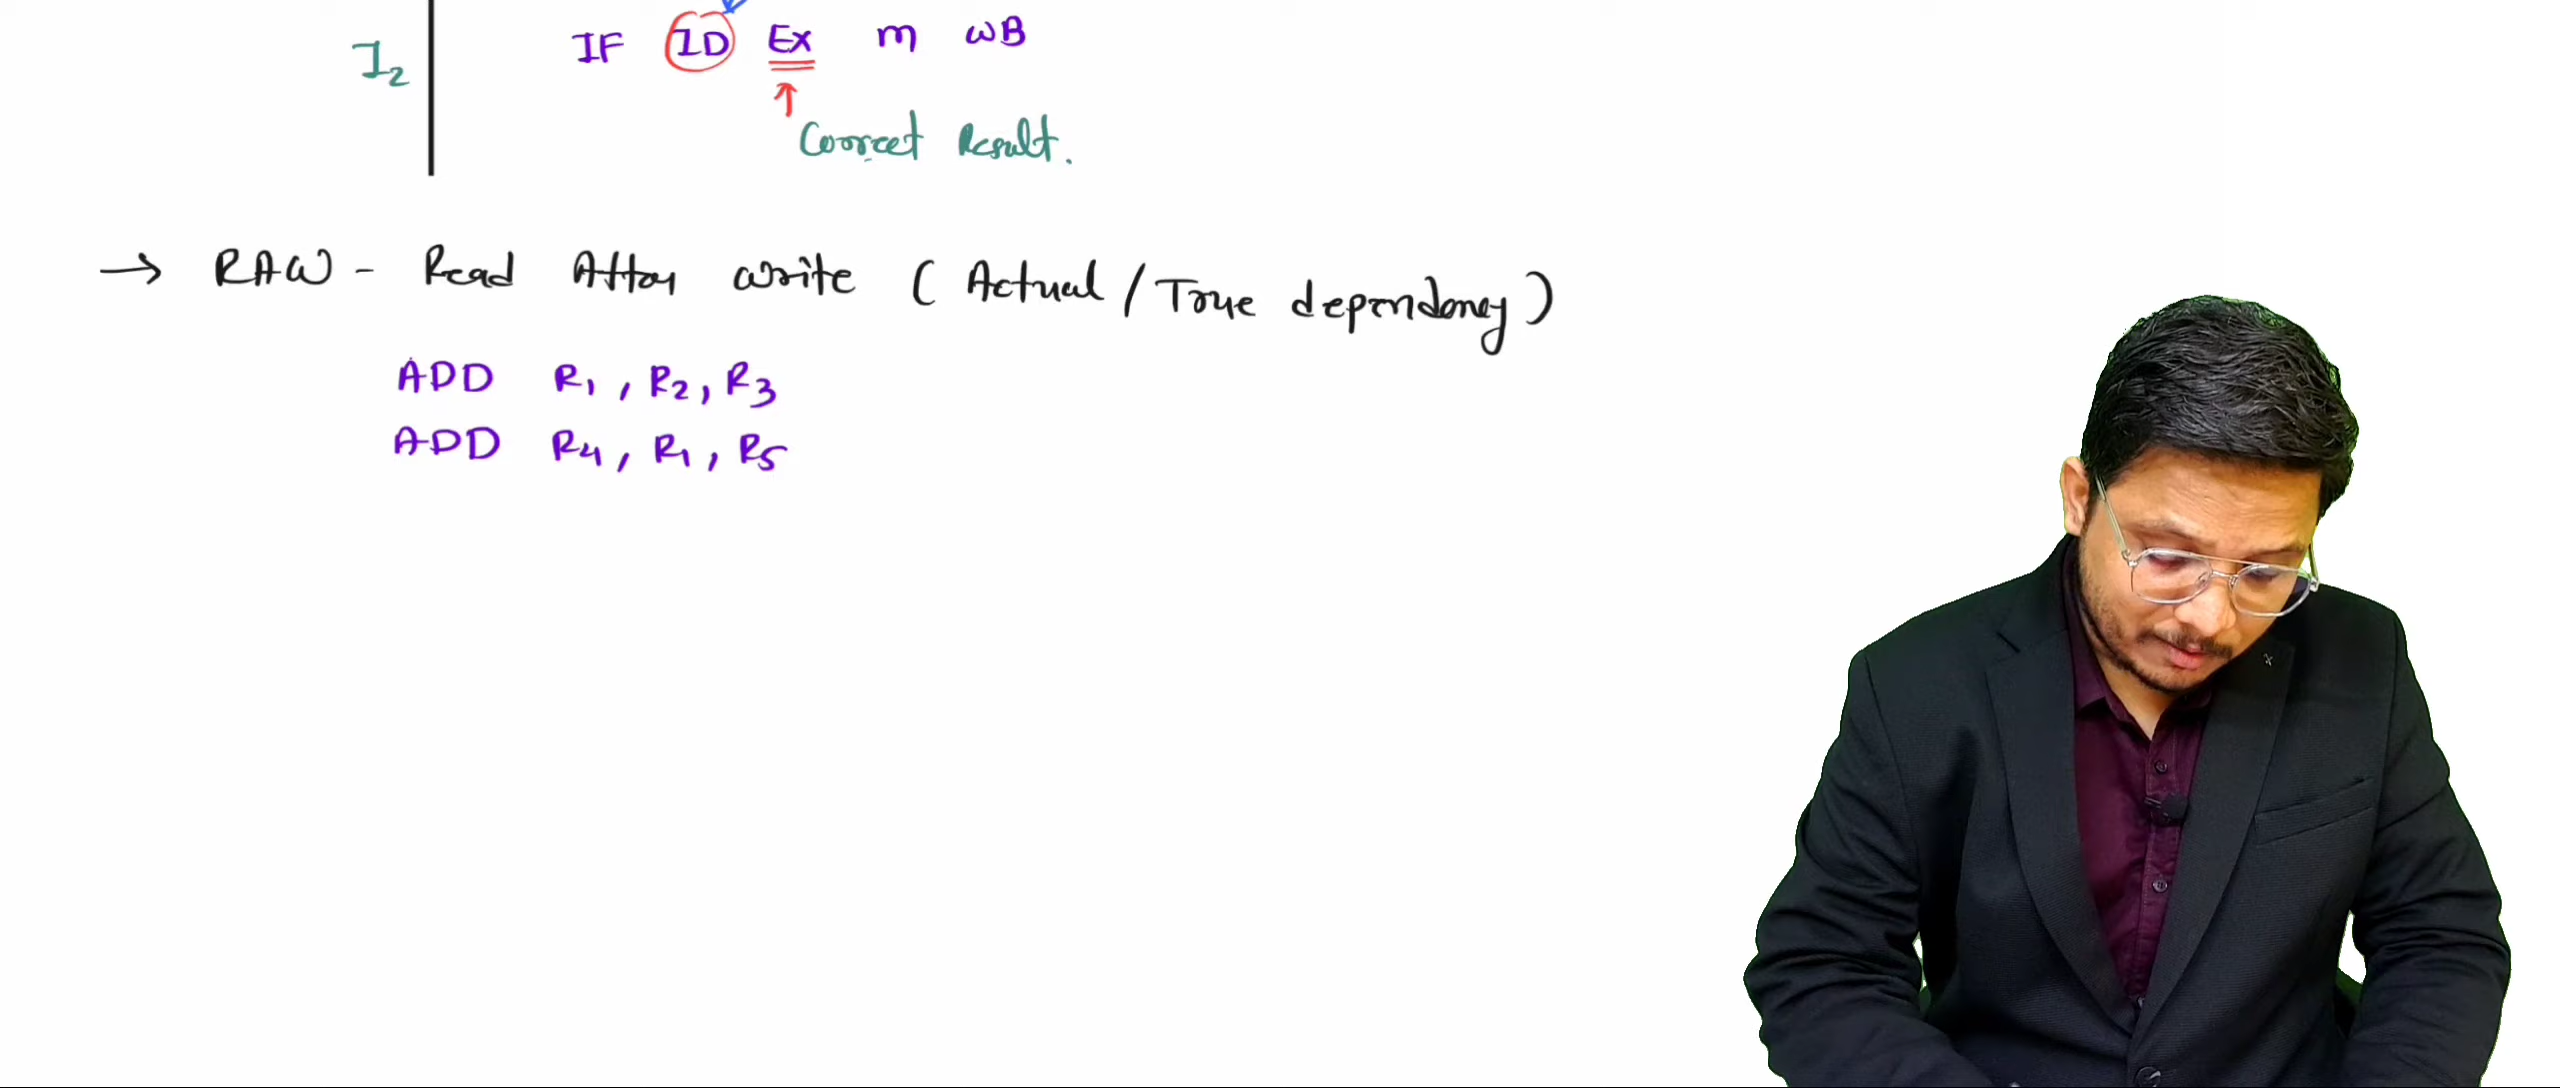 I2 IF ID Ex m WB
Correct Result.
→ RAW - Read After Write ( Actual / True dependency )
ADD R1 , R2 , R3
ADD R4 , R1 , R5